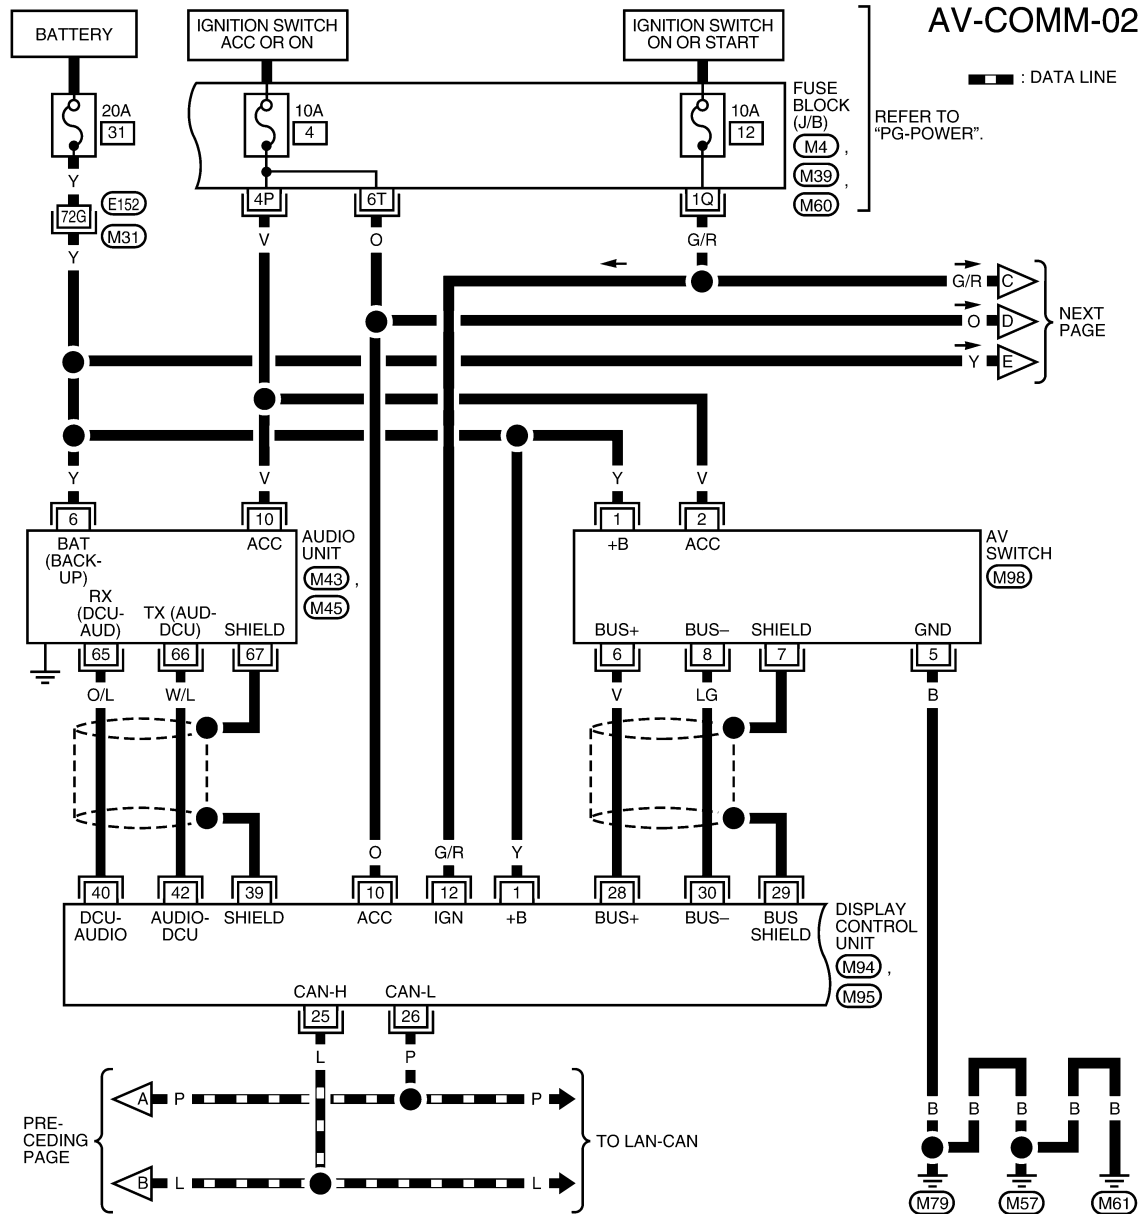 AV-COMM-02
BATTERY
IGNITION SWITCH
ACC OR ON
IGNITION SWITCH
ON OR START
: DATA LINE
20A
31
10A
4
10A
12
FUSE
BLOCK
(J/B)
M4 ,
M39 ,
M60
REFER TO
“PG-POWER”.
Y
72G
E152
M31
4P
6T
1Q
Y
V
O
G/R
G/R
C
O
D
Y
E
NEXT
PAGE
Y
V
Y
V
6
10
1
2
BAT
(BACK-
UP)
ACC
AUDIO
UNIT
M43 ,
M45
+B
ACC
AV
SWITCH
M98
RX
(DCU-
AUD)
TX (AUD-
DCU)
SHIELD
BUS+
BUS–
SHIELD
GND
65
66
67
6
8
7
5
O/L
W/L
V
LG
B
O
G/R
Y
40
42
39
10
12
1
28
30
29
DCU-
AUDIO
AUDIO-
DCU
SHIELD
ACC
IGN
+B
BUS+
BUS–
BUS
SHIELD
DISPLAY
CONTROL
UNIT
M94 ,
M95
CAN-H
CAN-L
25
26
L
P
A
P
P
PRE-
CEDING
PAGE
TO LAN-CAN
B
L
L
B
B
B
B
B
M79
M57
M61